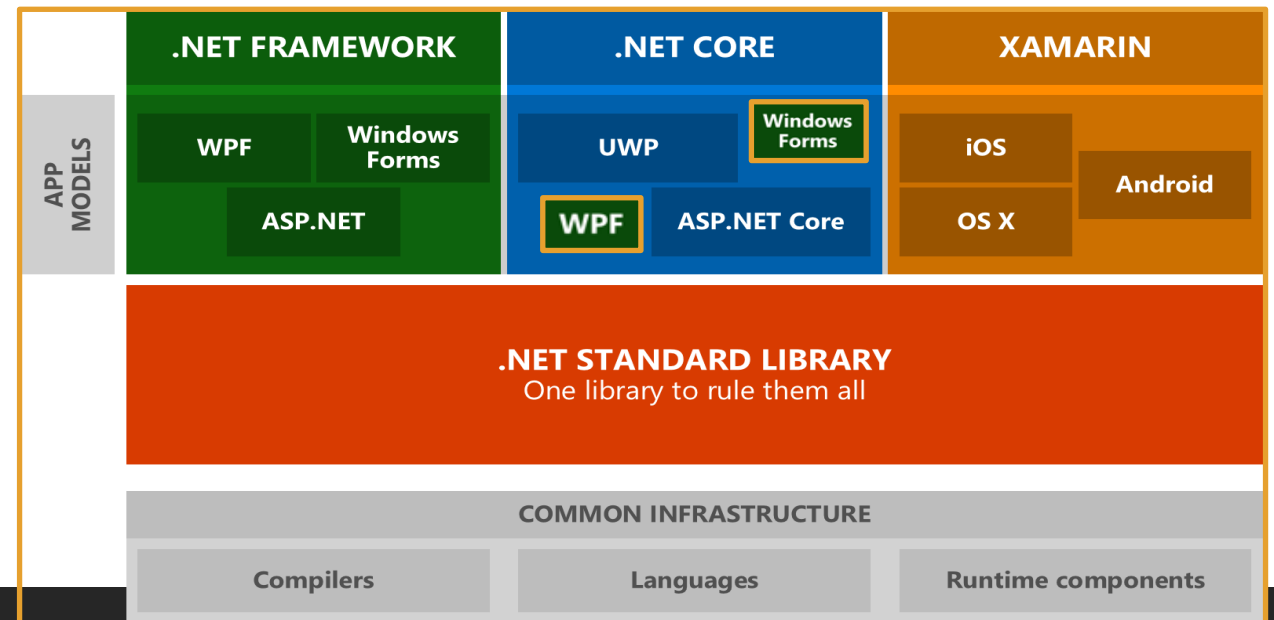 .NET FRAMEWORK
.NET CORE
XAMARIN
APP
MODELS
WPF
Windows
Forms
ASP.NET
UWP
Windows
Forms
WPF
ASP.NET Core
iOS
Android
OS X
.NET STANDARD LIBRARY
One library to rule them all
COMMON INFRASTRUCTURE
Compilers
Languages
Runtime components